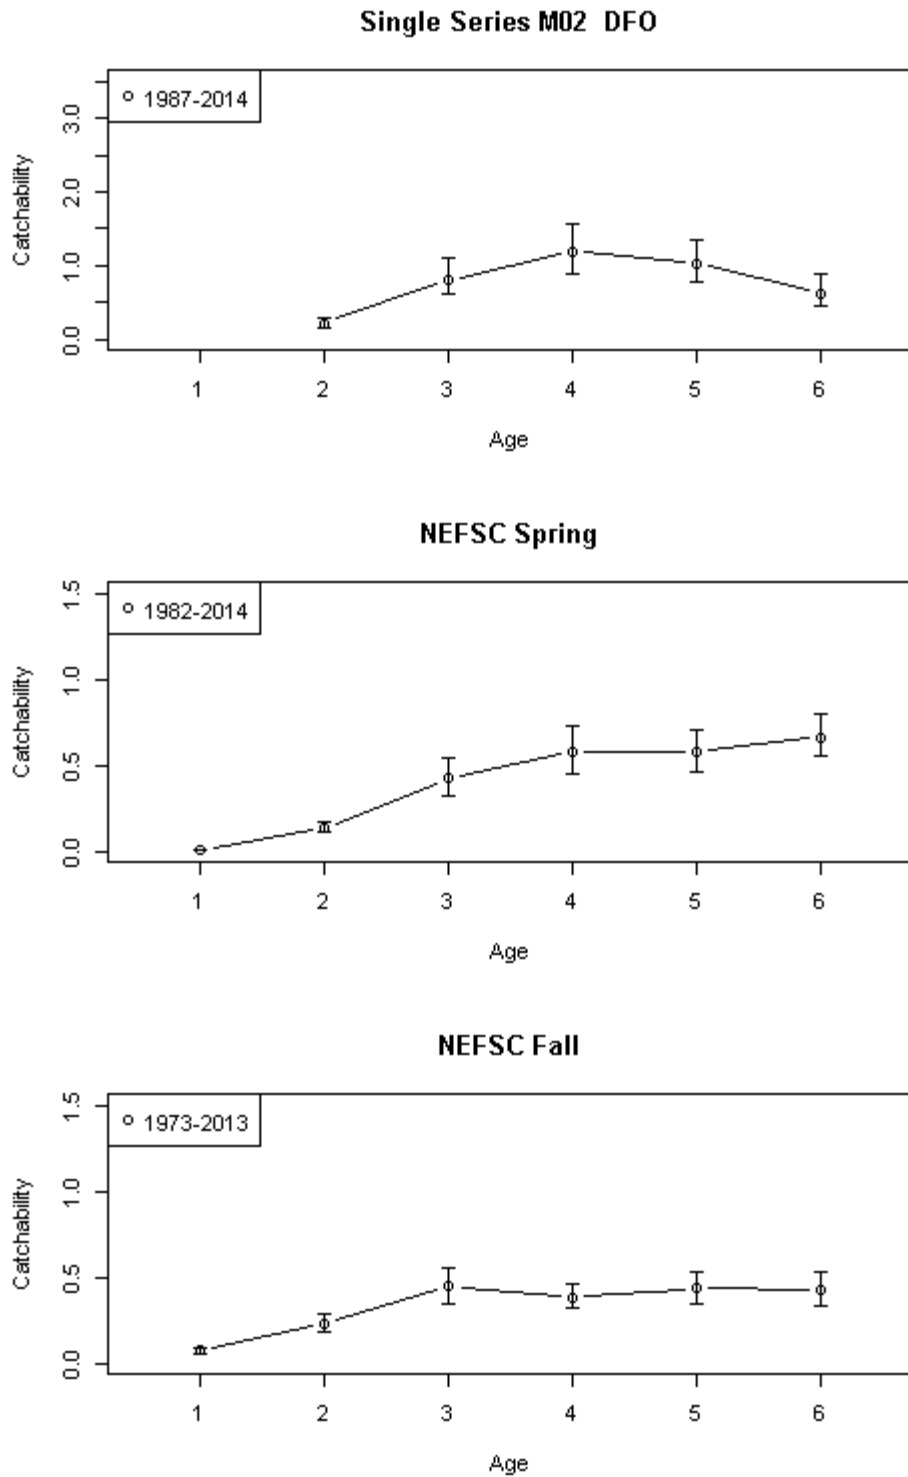 Single Series M02 DFO
1987-2014
Catchability
3.0
2.0
1.0
0.0
1 2 3 4 5 6
Age
NEFSC Spring
1982-2014
Catchability
1.5
1.0
0.5
0.0
1 2 3 4 5 6
Age
NEFSC Fall
1973-2013
Catchability
1.5
1.0
0.5
0.0
1 2 3 4 5 6
Age